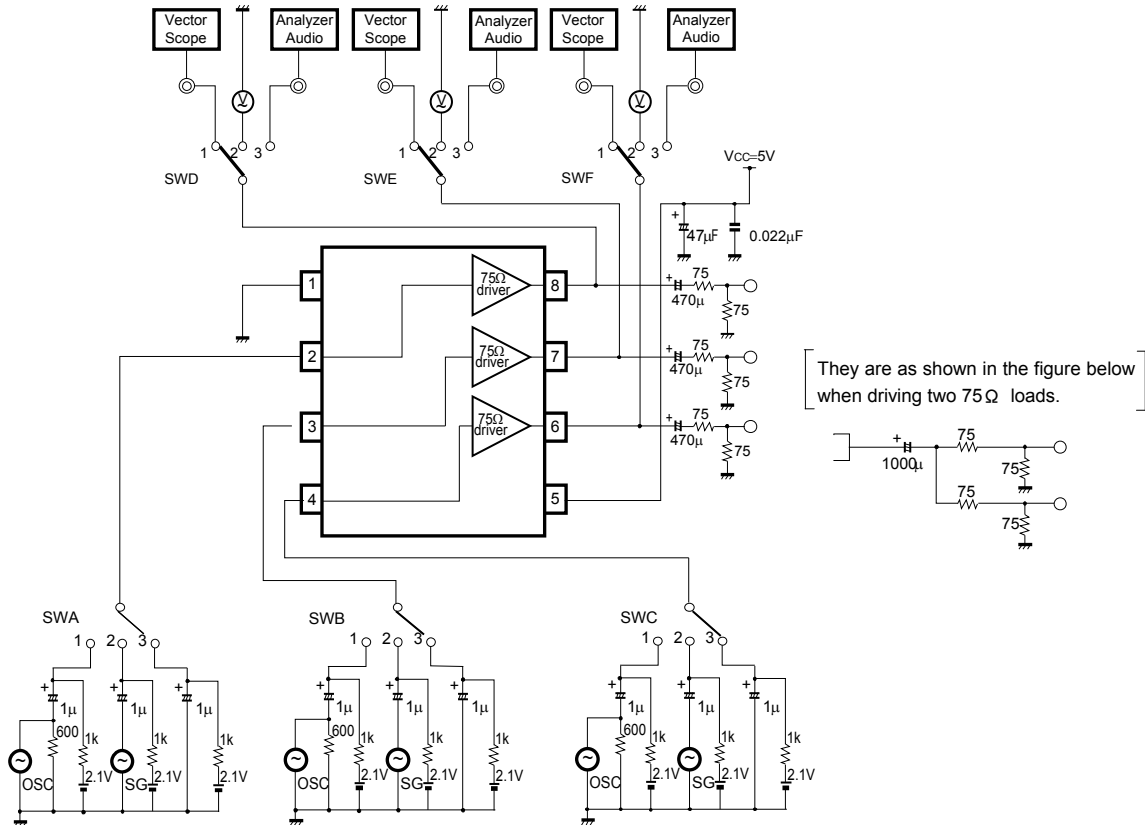 Vector Scope
Analyzer Audio
Vector Scope
Analyzer Audio
Vector Scope
Analyzer Audio
V
V
V
1 2 3
1 2 3
1 2 3
SWD
SWE
SWF
VCC=5V
+
47µF
0.022µF
1
75Ω driver
8
+
470µ
75
75
2
75Ω driver
7
+
470µ
75
75
3
75Ω driver
6
+
470µ
75
75
4
5
They are as shown in the figure below
when driving two 75Ω loads.
+
1000µ
75
75
75
75
SWA
1 2 3
SWB
1 2 3
SWC
1 2 3
+
1µ
+
1µ
+
1µ
600
1k
1k
1k
OSC
2.1V
SG
2.1V
2.1V
+
1µ
+
1µ
+
1µ
600
1k
1k
1k
OSC
2.1V
SG
2.1V
2.1V
+
1µ
+
1µ
+
1µ
600
1k
1k
1k
OSC
2.1V
SG
2.1V
2.1V